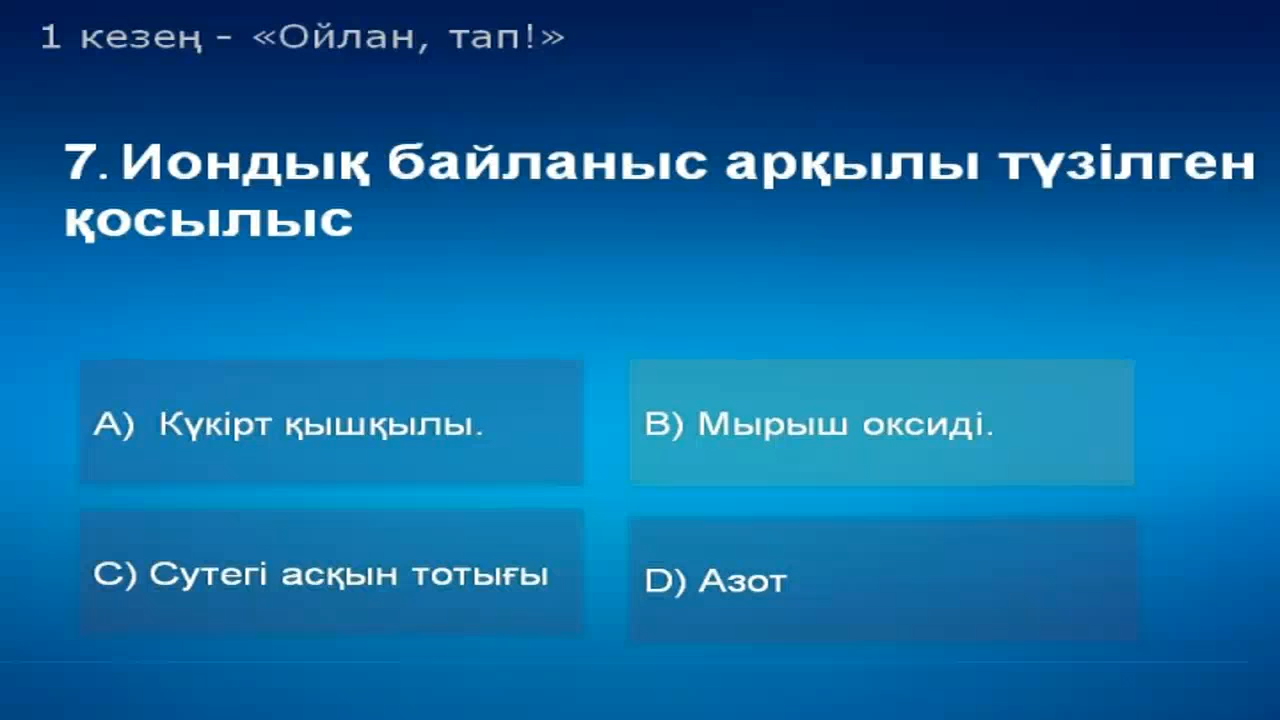 1 кезең - «Ойлан, тап!»
7. Иондық байланыс арқылы түзілген
қосылыс
A) Күкірт қышқылы.
B) Мырыш оксиді.
C) Сутегі асқын тотығы
D) Азот